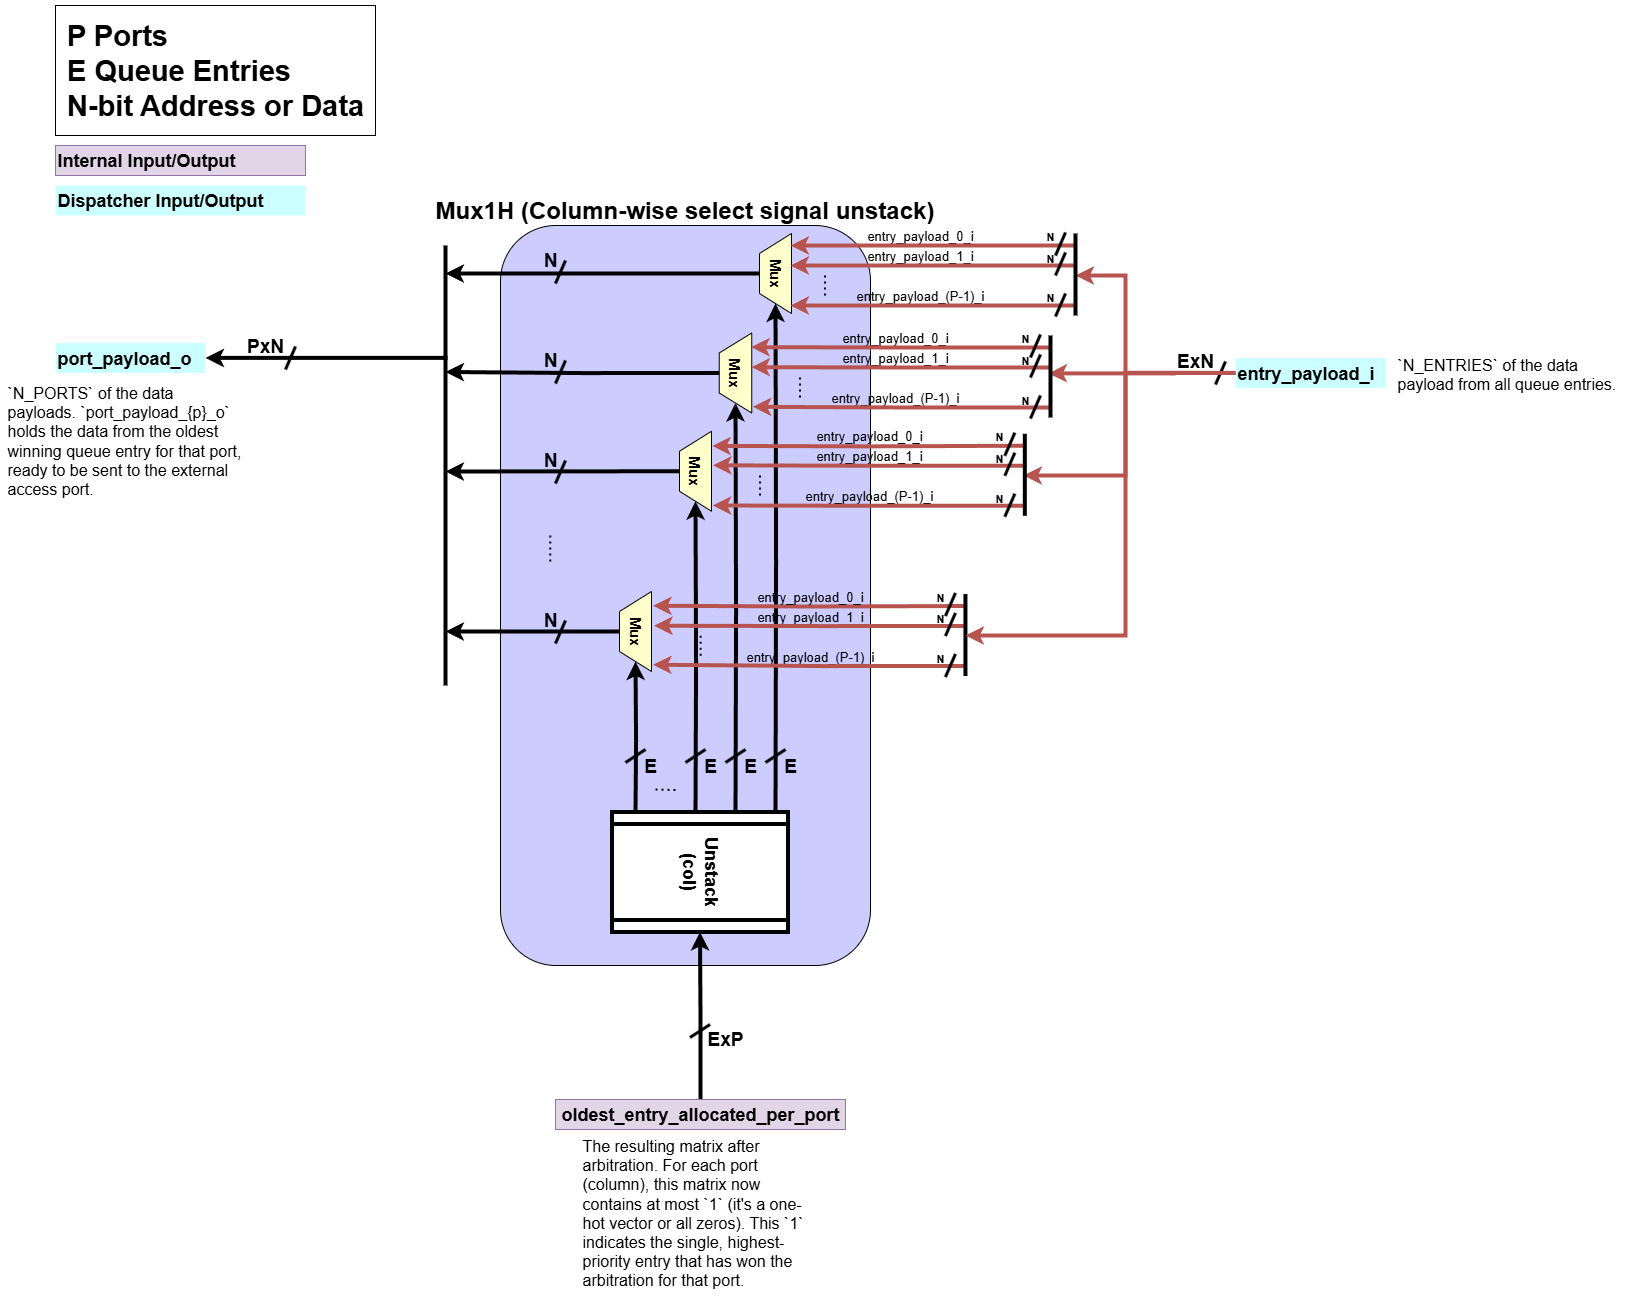 P Ports
E Queue Entries
N-bit Address or Data
Internal Input/Output
Dispatcher Input/Output
Mux1H (Column-wise select signal unstack)
N
Mux
entry_payload_0_i
N
entry_payload_1_i
N
.....
entry_payload_(P-1)_i
N
N
Mux
entry_payload_0_i
N
entry_payload_1_i
N
.....
entry_payload_(P-1)_i
N
port_payload_o
PxN
ExN
entry_payload_i
`N_ENTRIES` of the data
payload from all queue entries.
`N_PORTS` of the data
payloads. `port_payload_{p}_o`
holds the data from the oldest
winning queue entry for that port,
ready to be sent to the external
access port.
N
Mux
entry_payload_0_i
N
entry_payload_1_i
N
.....
entry_payload_(P-1)_i
N
......
N
Mux
entry_payload_0_i
N
entry_payload_1_i
N
.....
entry_payload_(P-1)_i
N
E
E
E
E
....
Unstack
(col)
ExP
oldest_entry_allocated_per_port
The resulting matrix after
arbitration. For each port
(column), this matrix now
contains at most `1` (it's a one-
hot vector or all zeros). This `1`
indicates the single, highest-
priority entry that has won the
arbitration for that port.